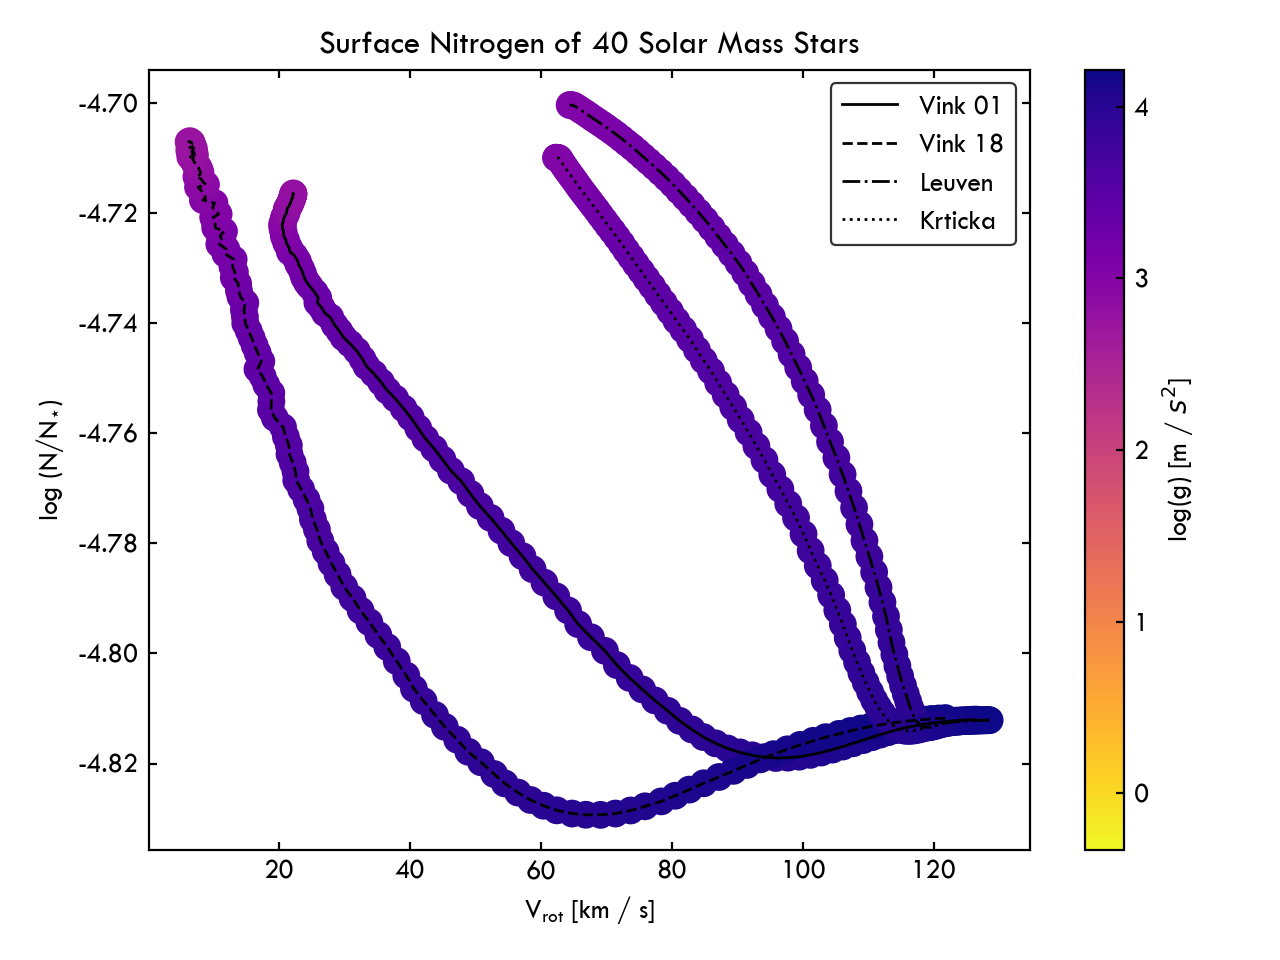 Surface Nitrogen of 40 Solar Mass Stars
-4.70
-4.72
-4.74
-4.76
-4.78
-4.80
-4.82
log (N/N⋆)
20
40
60
80
100
120
V_rot [km / s]
Vink 01
Vink 18
Leuven
Krticka
4
3
2
1
0
log(g) [m / s²]